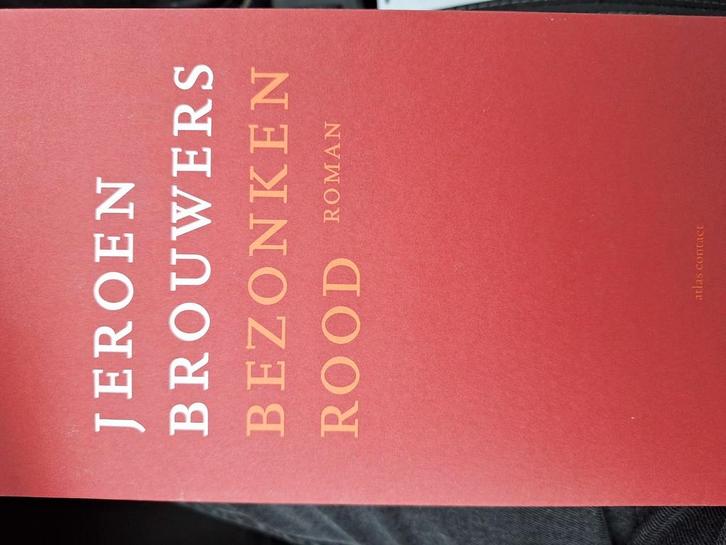 JEROEN
BROUWERS
BEZONKEN
ROOD ROMAN
atlas contact